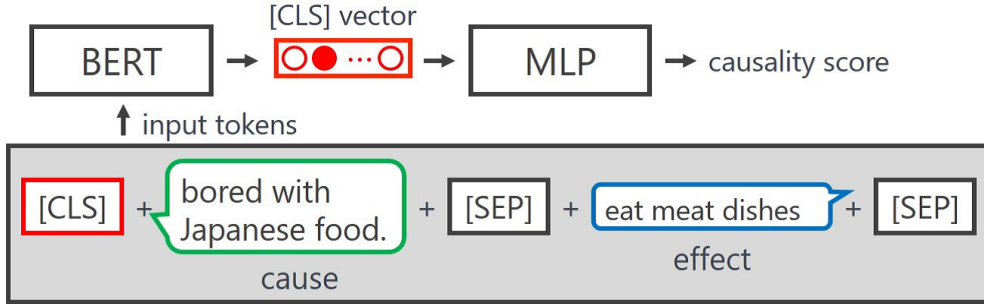 [CLS] vector
BERT
MLP
causality score
input tokens
[CLS] + bored with Japanese food. + [SEP] + eat meat dishes + [SEP]
cause
effect